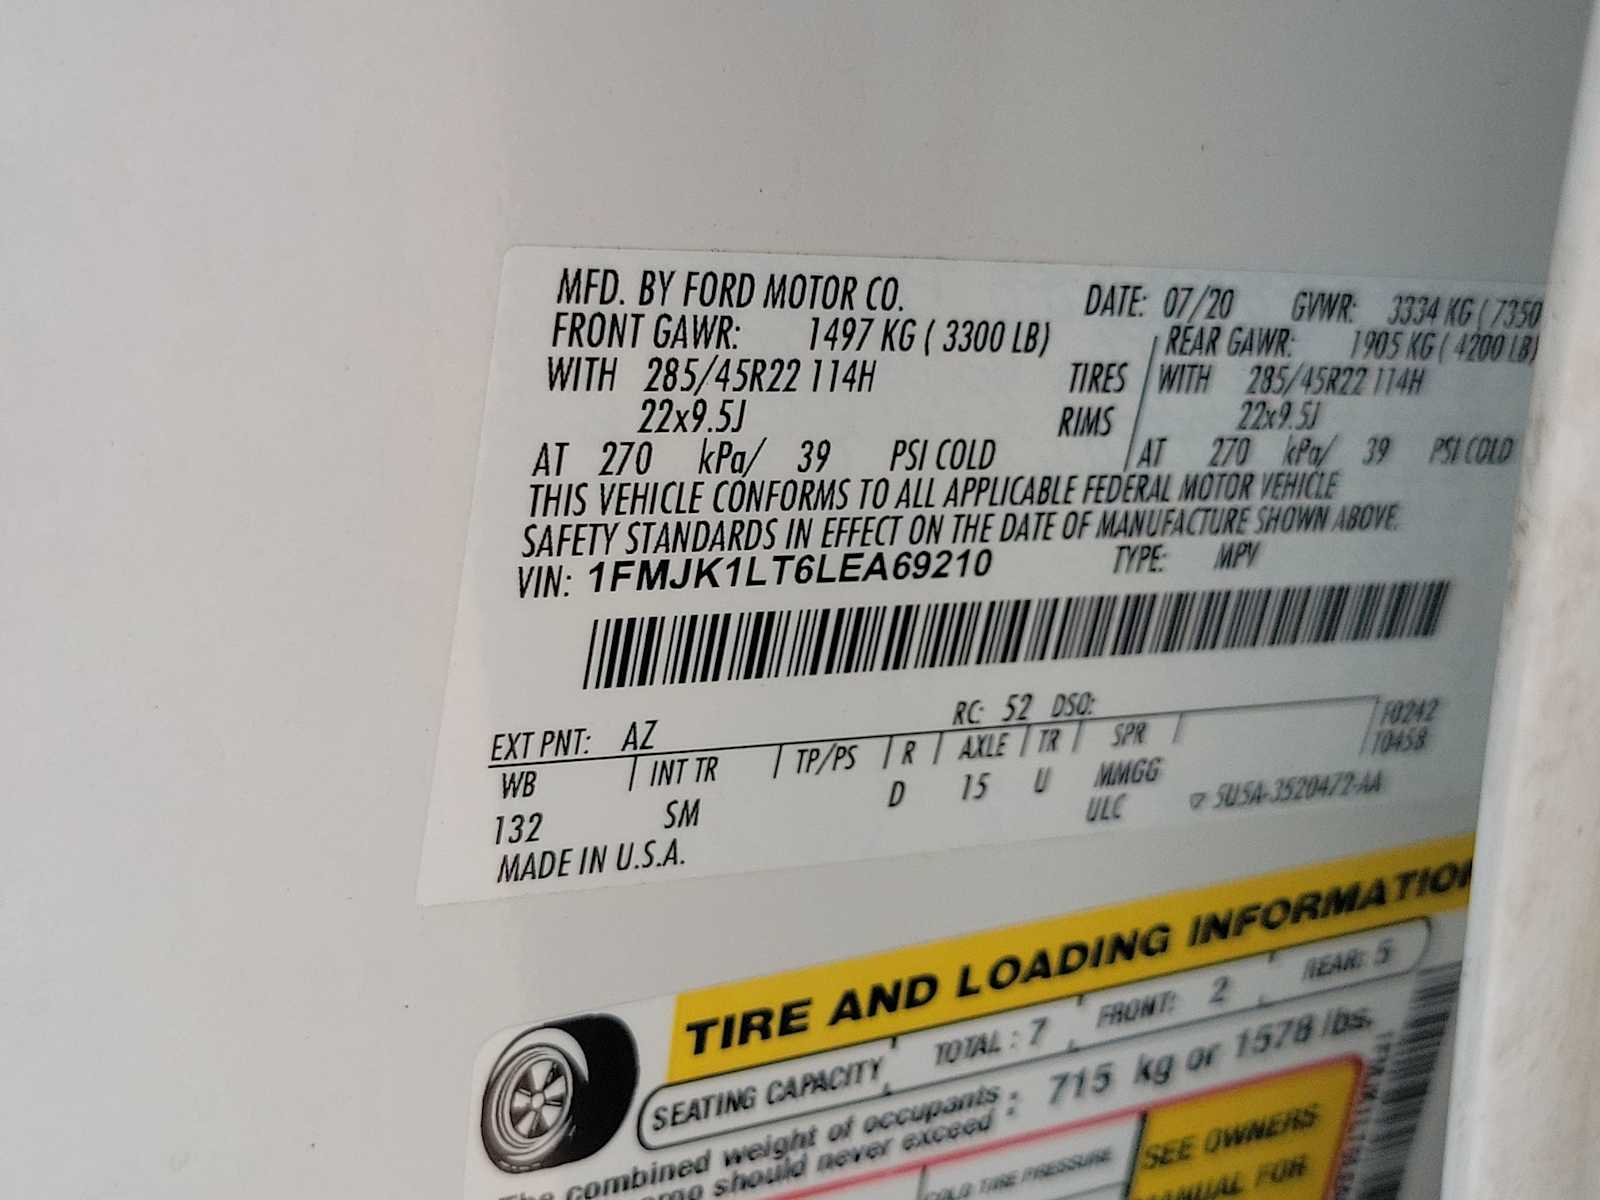 MFD. BY FORD MOTOR CO. DATE: 07/20 GVWR: 3334 KG ( 7350
FRONT GAWR: 1497 KG ( 3300 LB) REAR GAWR: 1905 KG ( 4200 LB)
WITH 285/45R22 114H TIRES WITH 285/45R22 114H
22x9.5J RIMS 22x9.5J
AT 270 kPa/ 39 PSI COLD AT 270 kPa/ 39 PSI COLD
THIS VEHICLE CONFORMS TO ALL APPLICABLE FEDERAL MOTOR VEHICLE
SAFETY STANDARDS IN EFFECT ON THE DATE OF MANUFACTURE SHOWN ABOVE.
VIN: 1FMJK1LT6LEA69210 TYPE: MPV
EXT PNT: AZ RC: 52 DSO: F0242
WB INT TR TP/PS R AXLE TR SPR T0458
132 SM D 15 U MMGG
ULC 5U5A-3520472-AA
MADE IN U.S.A.
TIRE AND LOADING INFORMATION
SEATING CAPACITY TOTAL : 7 FRONT: 2 REAR: 5
The combined weight of occupants : 715 kg or 1578 lbs.
should never exceed
COLD TIRE PRESSURE SEE OWNERS
MANUAL FOR